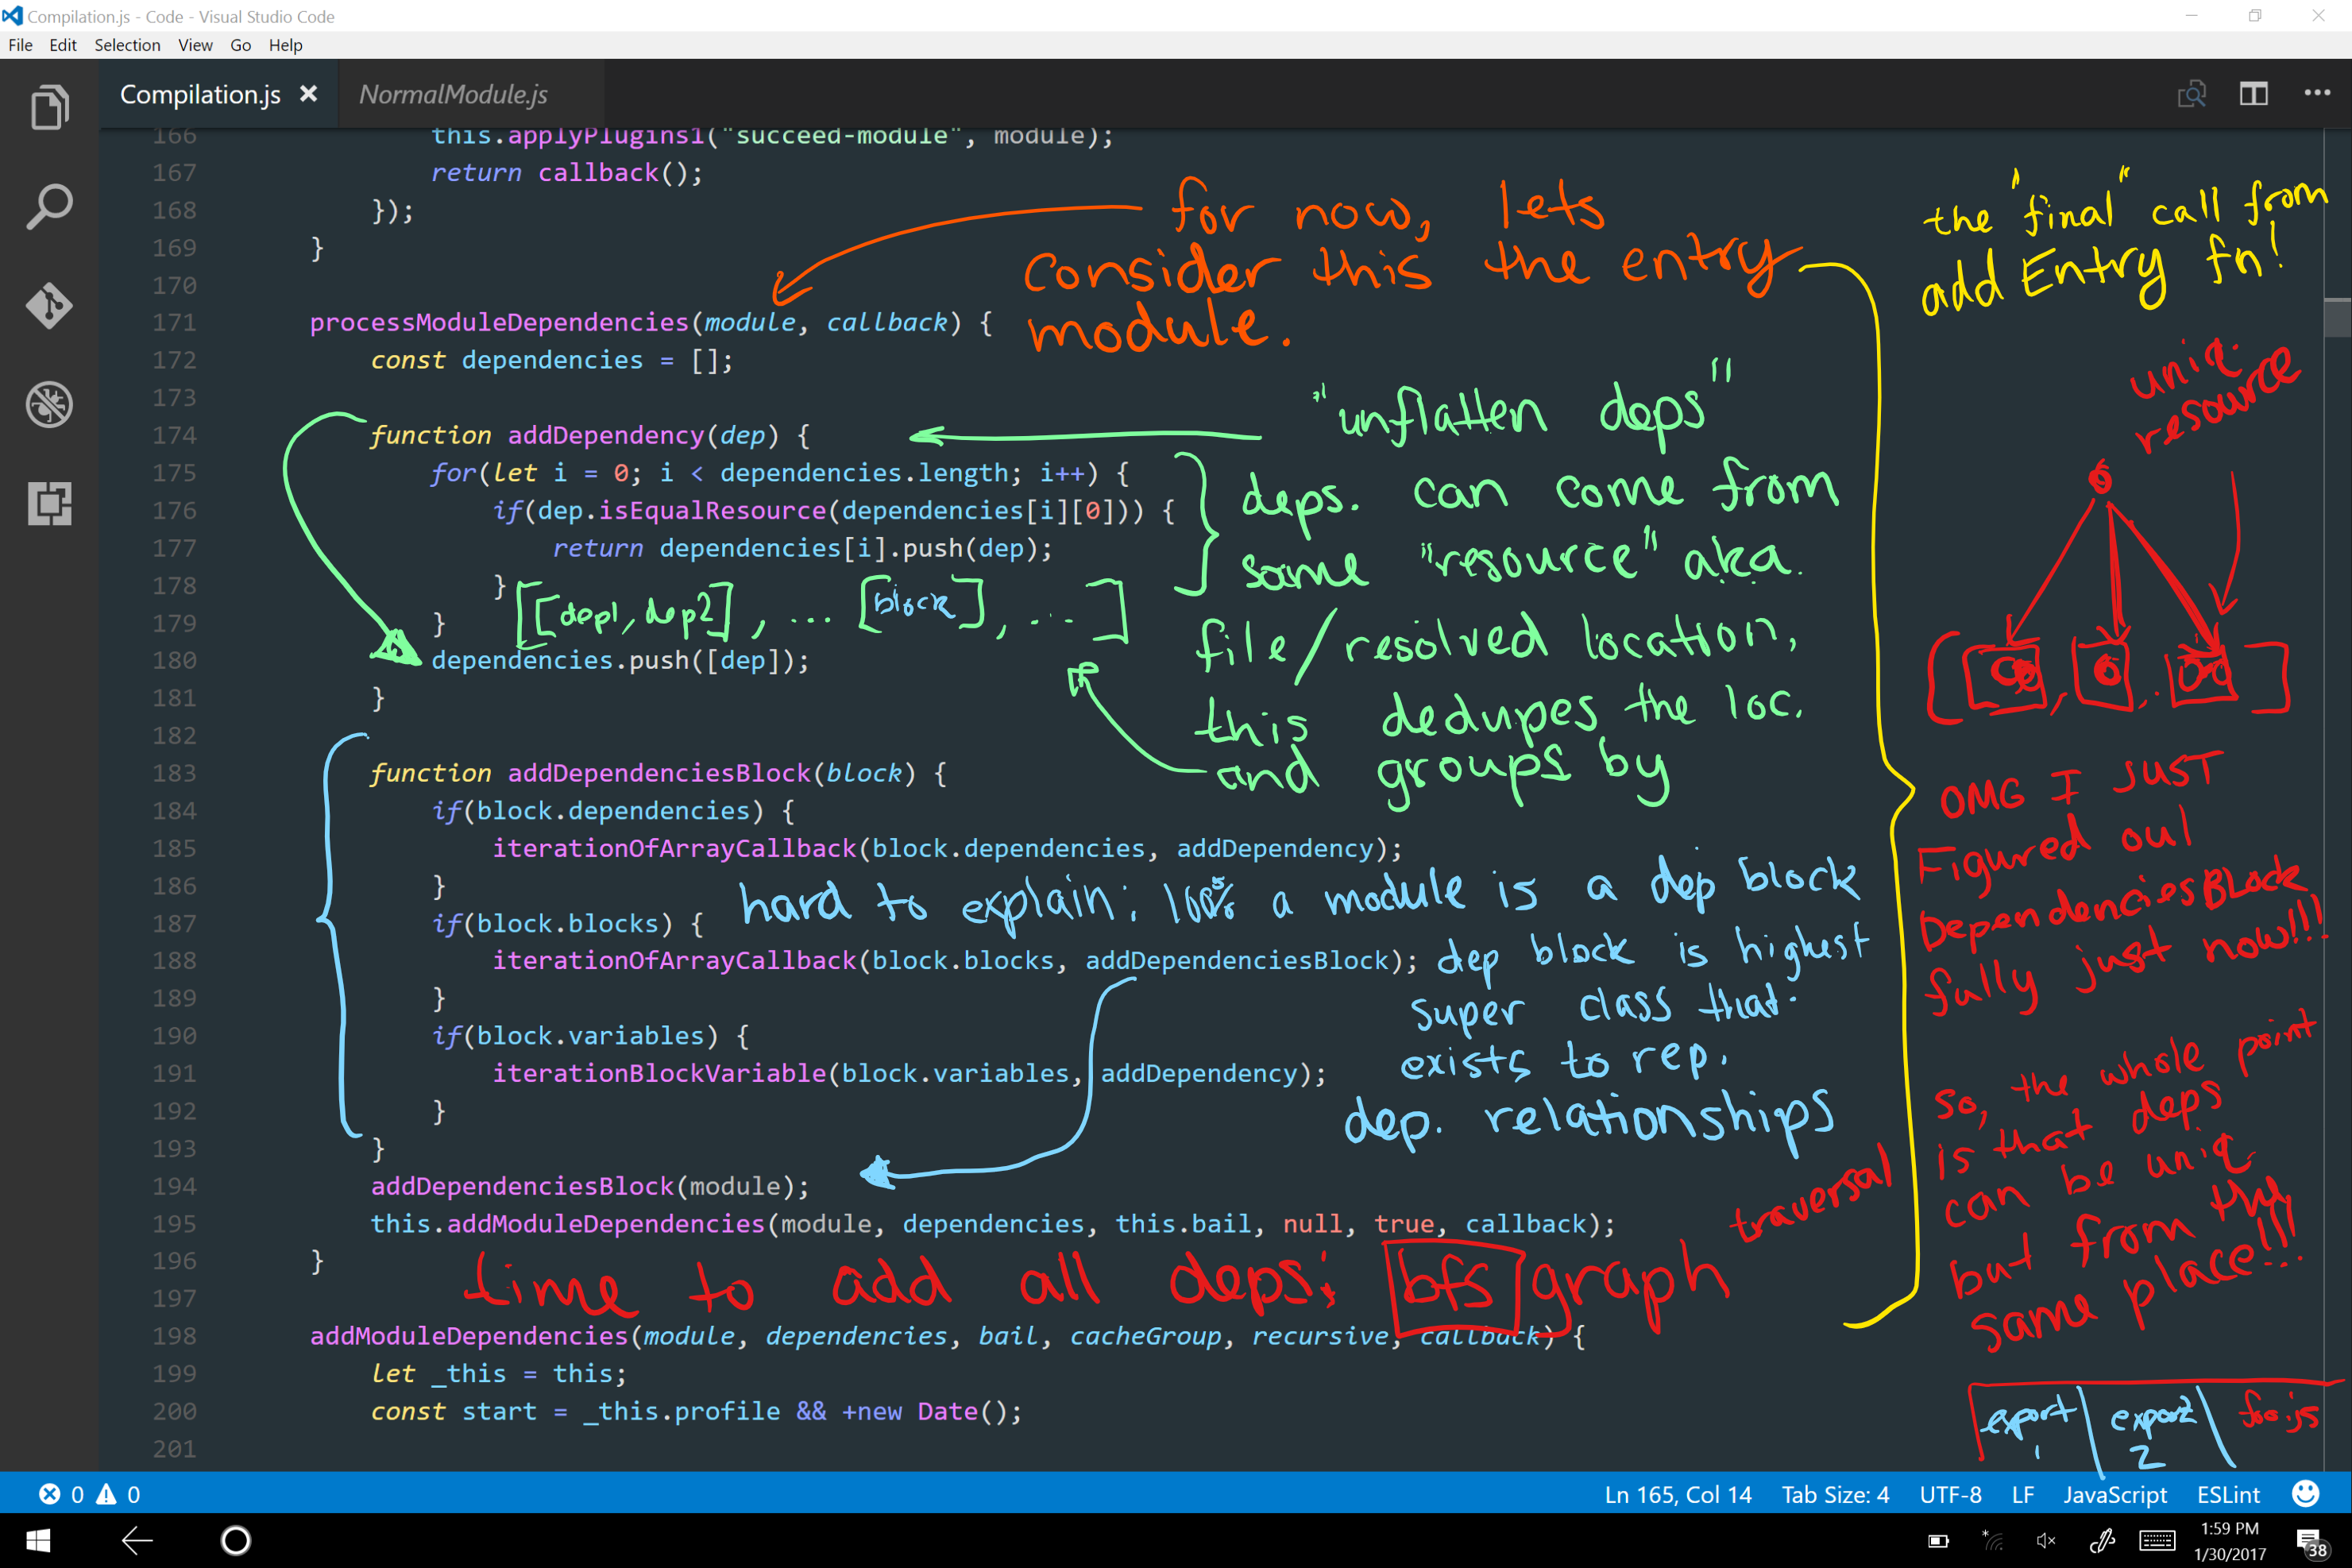 Compilation.js - Code - Visual Studio Code
File Edit Selection View Go Help
Compilation.js × NormalModule.js
166 this.applyPlugins1("succeed-module", module);
167 return callback();
168 });
169 }
170
171 processModuleDependencies(module, callback) {
172 const dependencies = [];
173
174 function addDependency(dep) {
175 for(let i = 0; i < dependencies.length; i++) {
176 if(dep.isEqualResource(dependencies[i][0])) {
177 return dependencies[i].push(dep);
178 }
179 }
180 dependencies.push([dep]);
181 }
182
183 function addDependenciesBlock(block) {
184 if(block.dependencies) {
185 iterationOfArrayCallback(block.dependencies, addDependency);
186 }
187 if(block.blocks) {
188 iterationOfArrayCallback(block.blocks, addDependenciesBlock);
189 }
190 if(block.variables) {
191 iterationBlockVariable(block.variables, addDependency);
192 }
193 }
194 addDependenciesBlock(module);
195 this.addModuleDependencies(module, dependencies, this.bail, null, true, callback);
196 }
197
198 addModuleDependencies(module, dependencies, bail, cacheGroup, recursive, callback) {
199 let _this = this;
200 const start = _this.profile && +new Date();
201
for now, lets
consider this the entry
module.
"unflatten deps"
deps. can come from
same "resource" aka.
file/resolved location,
this dedupes the loc.
and groups by
[[dep1, dep2], ... [block], ... ]
hard to explain: 100% a module is a dep block
dep block is highest
super class that
exists to rep.
dep. relationships
time to add all deps: bfs graph
traversal
the "final" call from
add Entry fn!
uniq.
resource
OMG I JUST
Figured out
DependenciesBlock
fully just now!!!
so, the whole point
is that deps
can be uniq.
but from the
same place!!!
export 1 export 2 foo.js
0 0 Ln 165, Col 14 Tab Size: 4 UTF-8 LF JavaScript ESLint
1:59 PM
1/30/2017
38